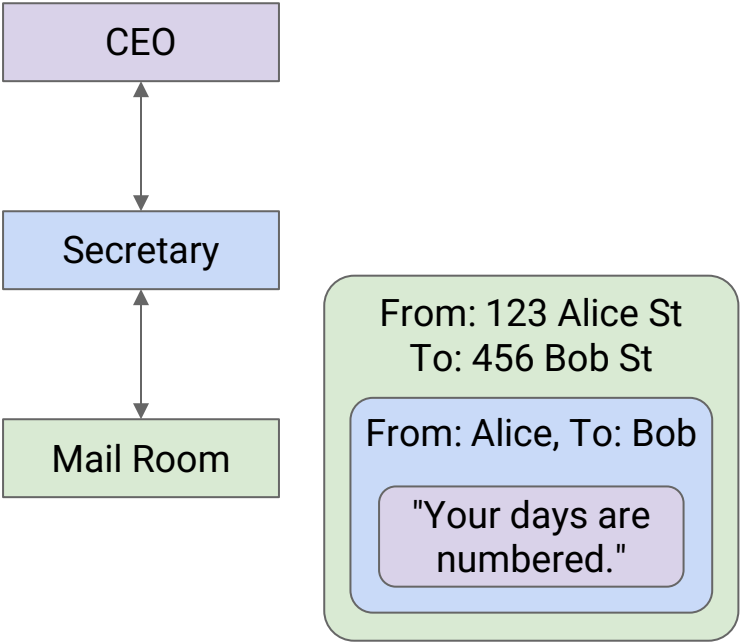 CEO
Secretary
Mail Room
From: 123 Alice St
To: 456 Bob St
From: Alice, To: Bob
"Your days are
numbered."